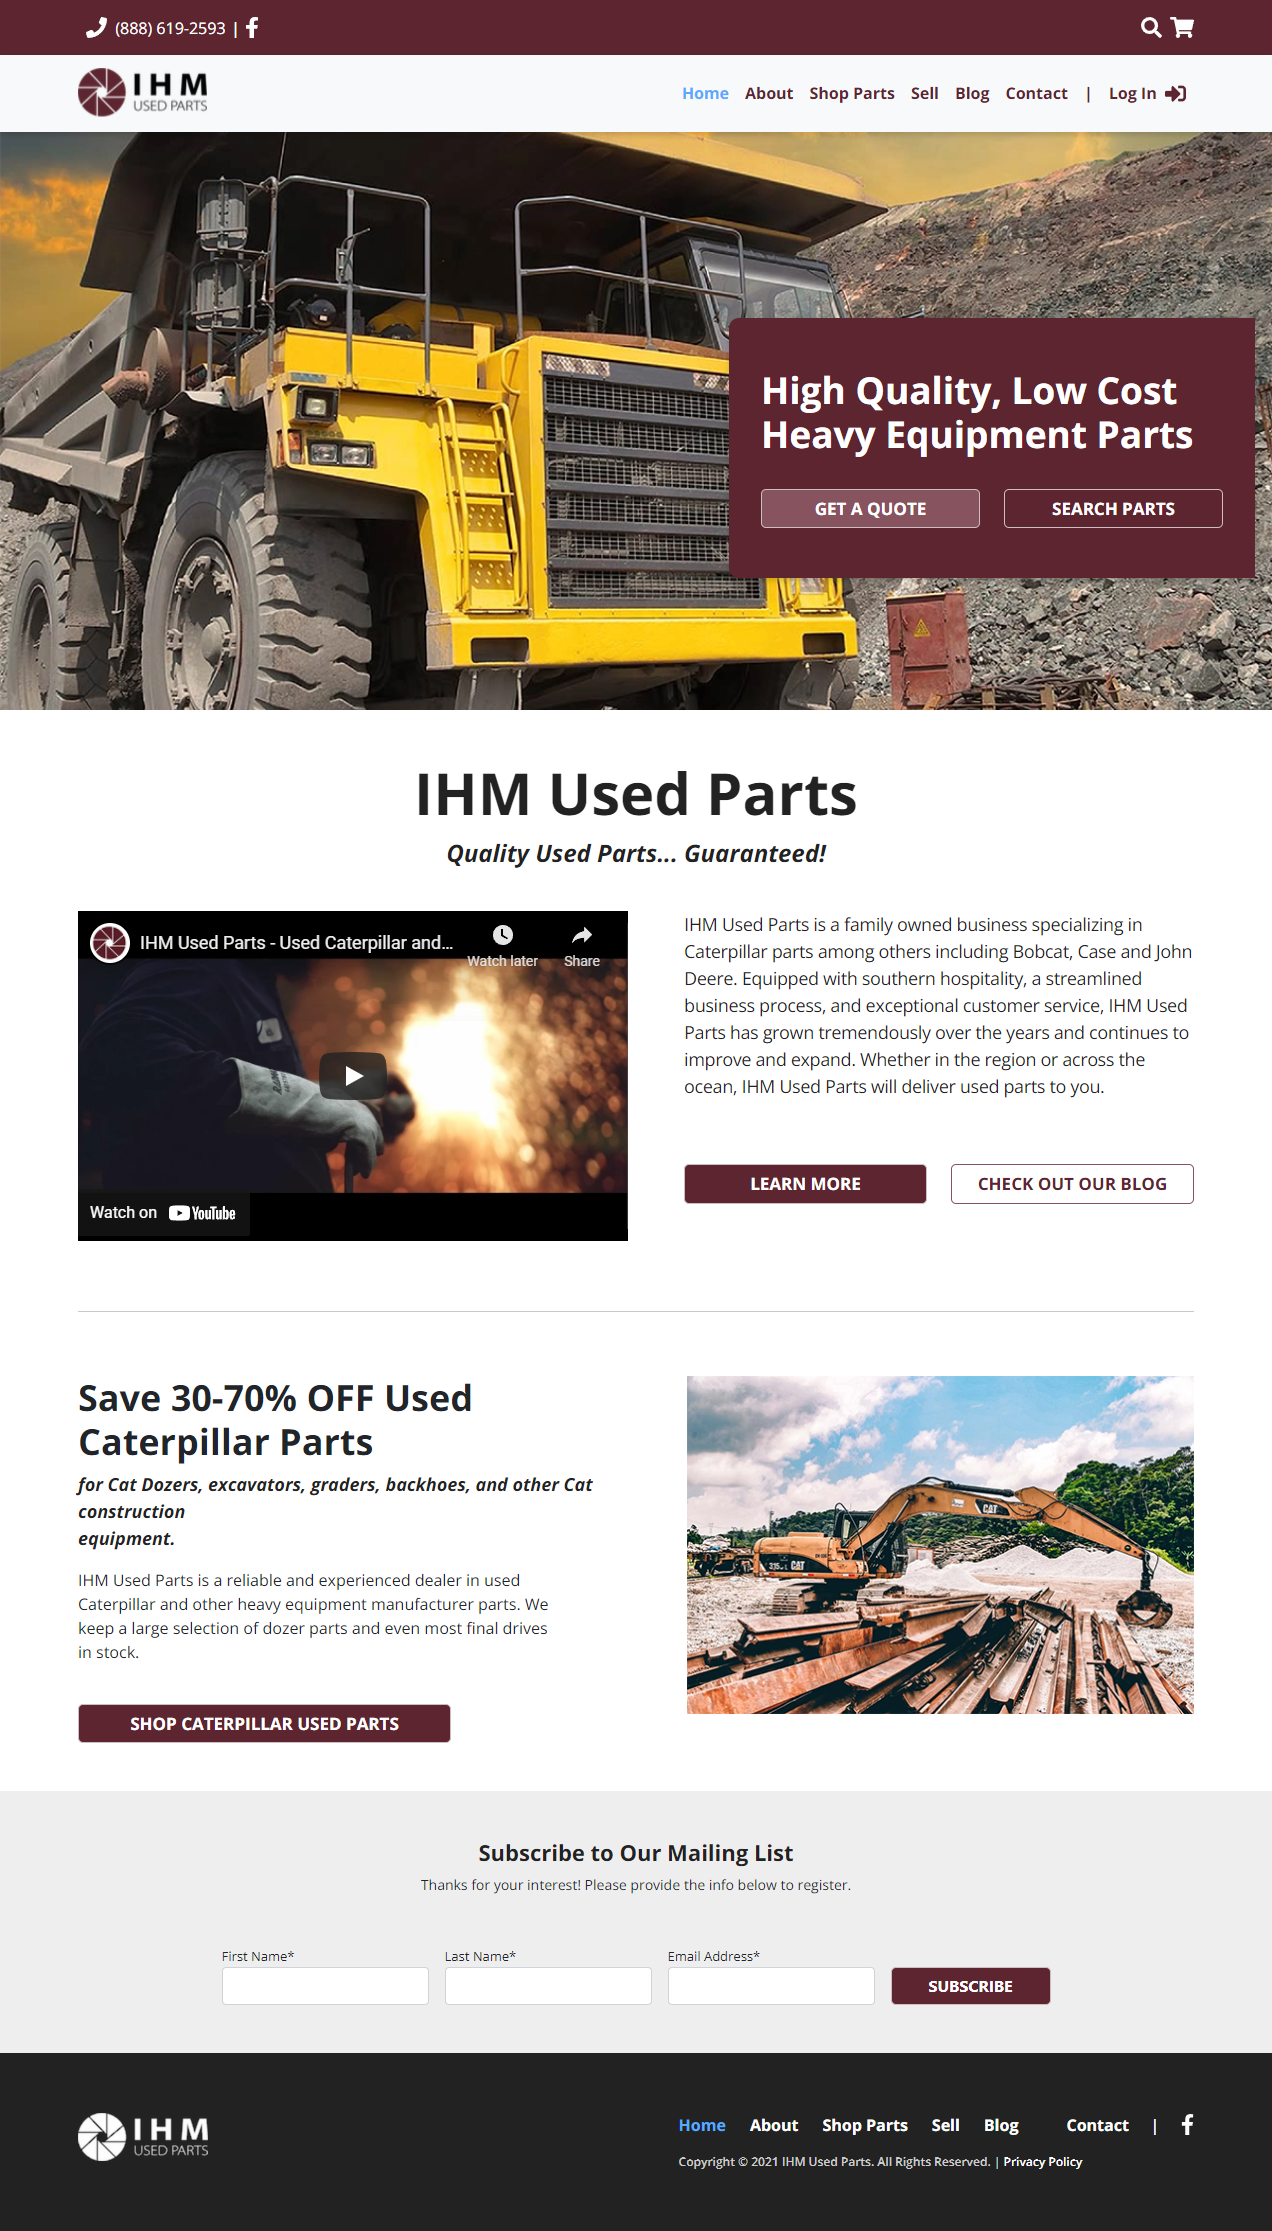 (888) 619-2593 |
IHM
USED PARTS
Home About Shop Parts Sell Blog Contact | Log In
High Quality, Low Cost
Heavy Equipment Parts
GET A QUOTE
SEARCH PARTS
IHM Used Parts
Quality Used Parts... Guaranteed!
IHM Used Parts - Used Caterpillar and...
Watch later
Share
Watch on YouTube
IHM Used Parts is a family owned business specializing in
Caterpillar parts among others including Bobcat, Case and John
Deere. Equipped with southern hospitality, a streamlined
business process, and exceptional customer service, IHM Used
Parts has grown tremendously over the years and continues to
improve and expand. Whether in the region or across the
ocean, IHM Used Parts will deliver used parts to you.
LEARN MORE
CHECK OUT OUR BLOG
Save 30-70% OFF Used
Caterpillar Parts
for Cat Dozers, excavators, graders, backhoes, and other Cat
construction
equipment.
IHM Used Parts is a reliable and experienced dealer in used
Caterpillar and other heavy equipment manufacturer parts. We
keep a large selection of dozer parts and even most final drives
in stock.
SHOP CATERPILLAR USED PARTS
CAT
CAT
Subscribe to Our Mailing List
Thanks for your interest! Please provide the info below to register.
First Name*
Last Name*
Email Address*
SUBSCRIBE
IHM
USED PARTS
Home About Shop Parts Sell Blog Contact |
Copyright © 2021 IHM Used Parts. All Rights Reserved. | Privacy Policy